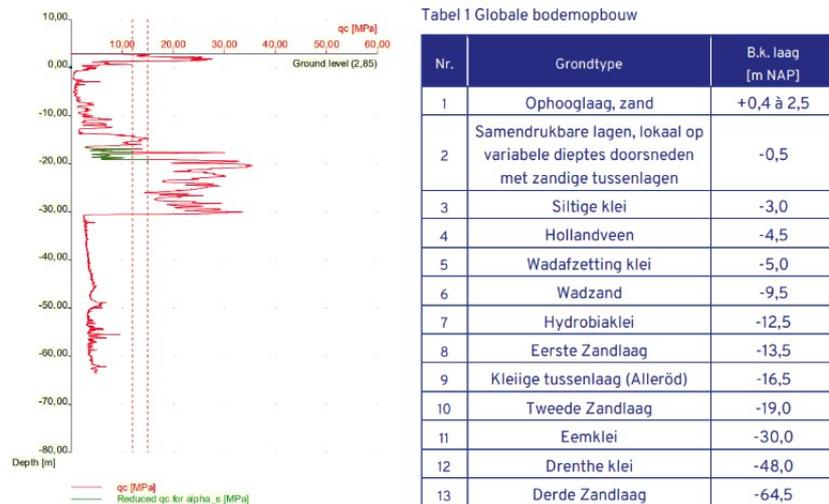 qc [MPa]
10,00
10,00 20,00 30,00 40,00 50,00 60,00
Ground level (2,85)
0,00
-10,00
-20,00
-30,00
-40,00
-50,00
-60,00
-70,00
-80,00
Depth [m]
qc [MPa]
Reduced qc for alpha_s [MPa]
Tabel 1 Globale bodemopbouw
Nr. Grondtype B.k. laag
[m NAP]
1 Ophooglaag, zand +0,4 à 2,5
Samendrukbare lagen, lokaal op
2 variabele dieptes doorsneden -0,5
met zandige tussenlagen
3 Siltige klei -3,0
4 Hollandveen -4,5
5 Wadafzetting klei -5,0
6 Wadzand -9,5
7 Hydrobiaklei -12,5
8 Eerste Zandlaag -13,5
9 Kleiige tussenlaag (Alleröd) -16,5
10 Tweede Zandlaag -19,0
11 Eemklei -30,0
12 Drenthe klei -48,0
13 Derde Zandlaag -64,5